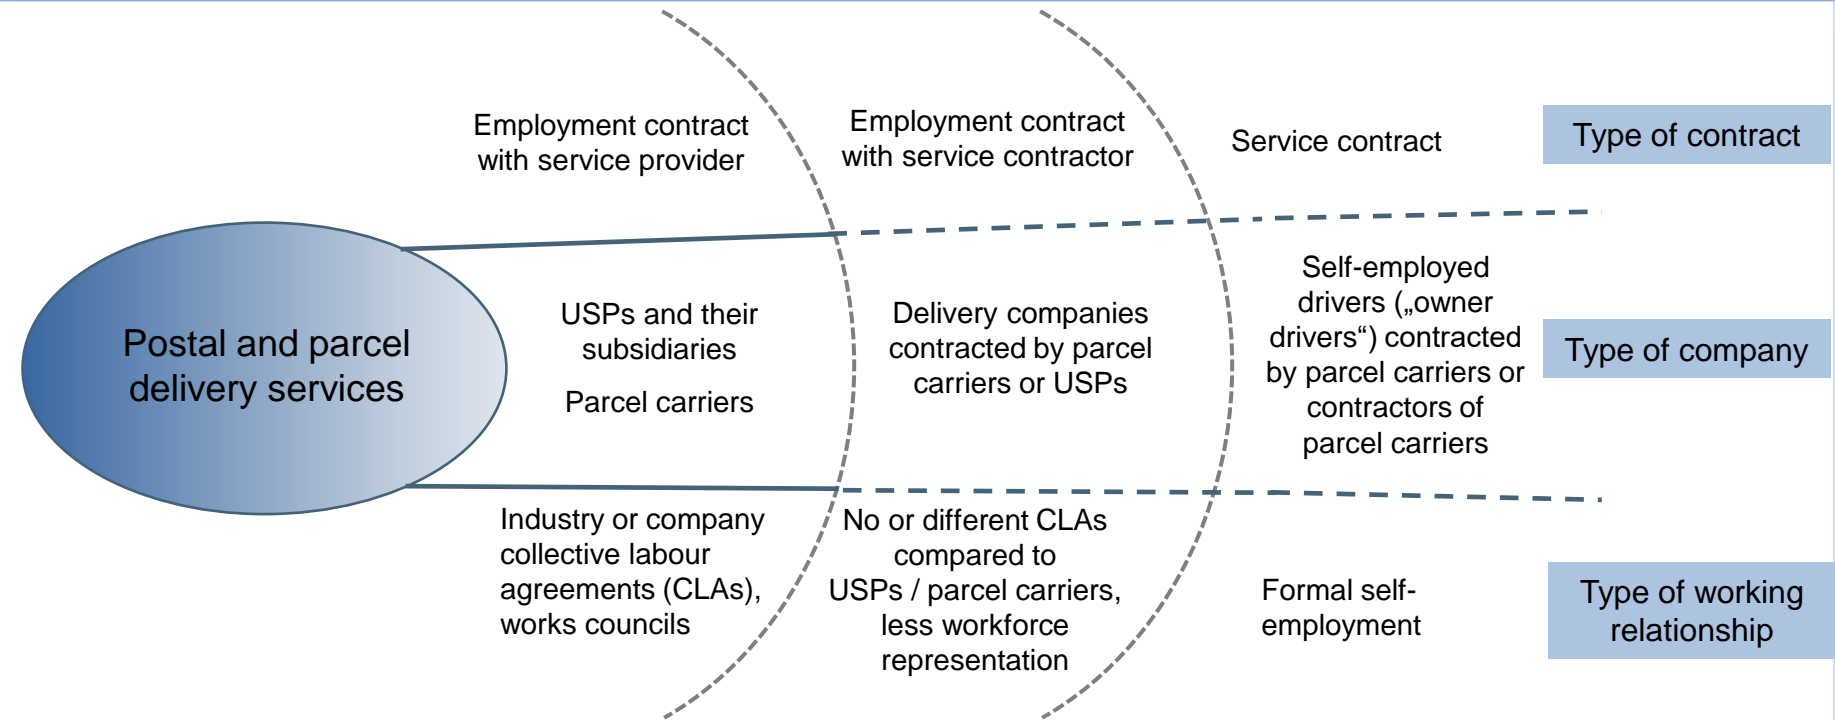 Employment contract
with service provider
Employment contract
with service contractor
Service contract
Type of contract
Postal and parcel
delivery services
USPs and their
subsidiaries
Parcel carriers
Delivery companies
contracted by parcel
carriers or USPs
Self-employed
drivers („owner
drivers“) contracted
by parcel carriers or
contractors of
parcel carriers
Type of company
Industry or company
collective labour
agreements (CLAs),
works councils
No or different CLAs
compared to
USPs / parcel carriers,
less workforce
representation
Formal self-
employment
Type of working
relationship